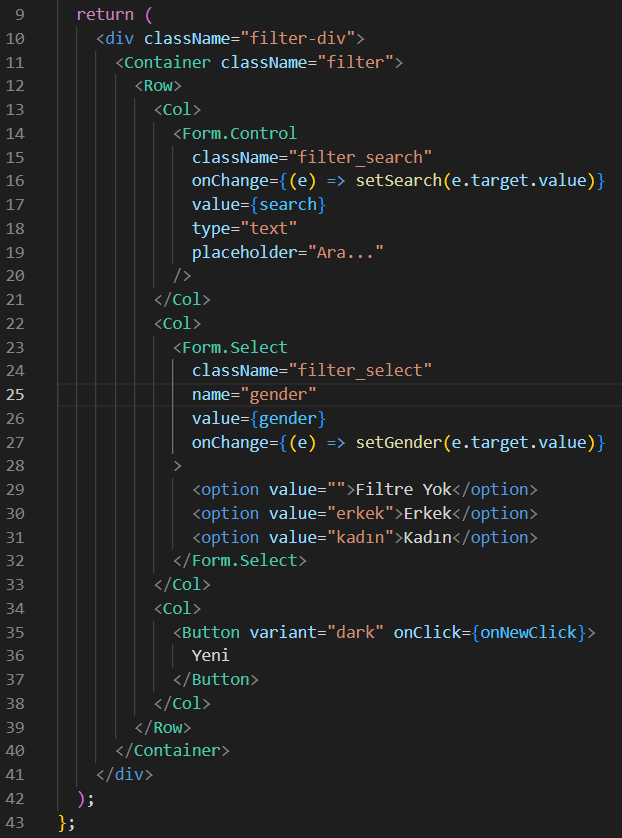 9 return (
10 <div className="filter-div">
11 <Container className="filter">
12 <Row>
13 <Col>
14 <Form.Control
15 className="filter_search"
16 onChange={(e) => setSearch(e.target.value)}
17 value={search}
18 type="text"
19 placeholder="Ara..."
20 />
21 </Col>
22 <Col>
23 <Form.Select
24 className="filter_select"
25 name="gender"
26 value={gender}
27 onChange={(e) => setGender(e.target.value)}
28 >
29 <option value="">Filtre Yok</option>
30 <option value="erkek">Erkek</option>
31 <option value="kadın">Kadın</option>
32 </Form.Select>
33 </Col>
34 <Col>
35 <Button variant="dark" onClick={onNewClick}>
36 Yeni
37 </Button>
38 </Col>
39 </Row>
40 </Container>
41 </div>
42 );
43 };